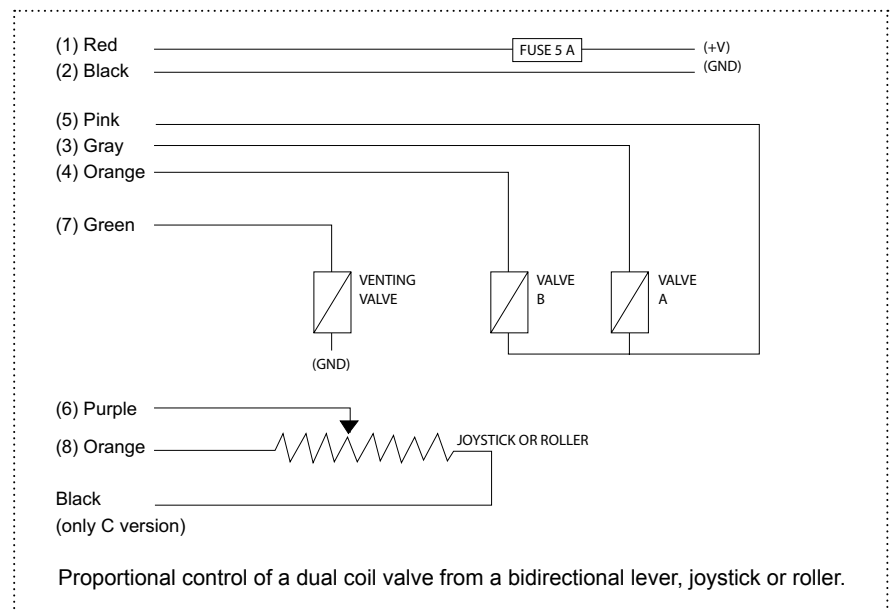 (1) Red
FUSE 5 A
(+V)
(2) Black
(GND)
(5) Pink
(3) Gray
(4) Orange
(7) Green
VENTING
VALVE
VALVE
B
VALVE
A
(GND)
(6) Purple
(8) Orange
JOYSTICK OR ROLLER
Black
(only C version)
Proportional control of a dual coil valve from a bidirectional lever, joystick or roller.